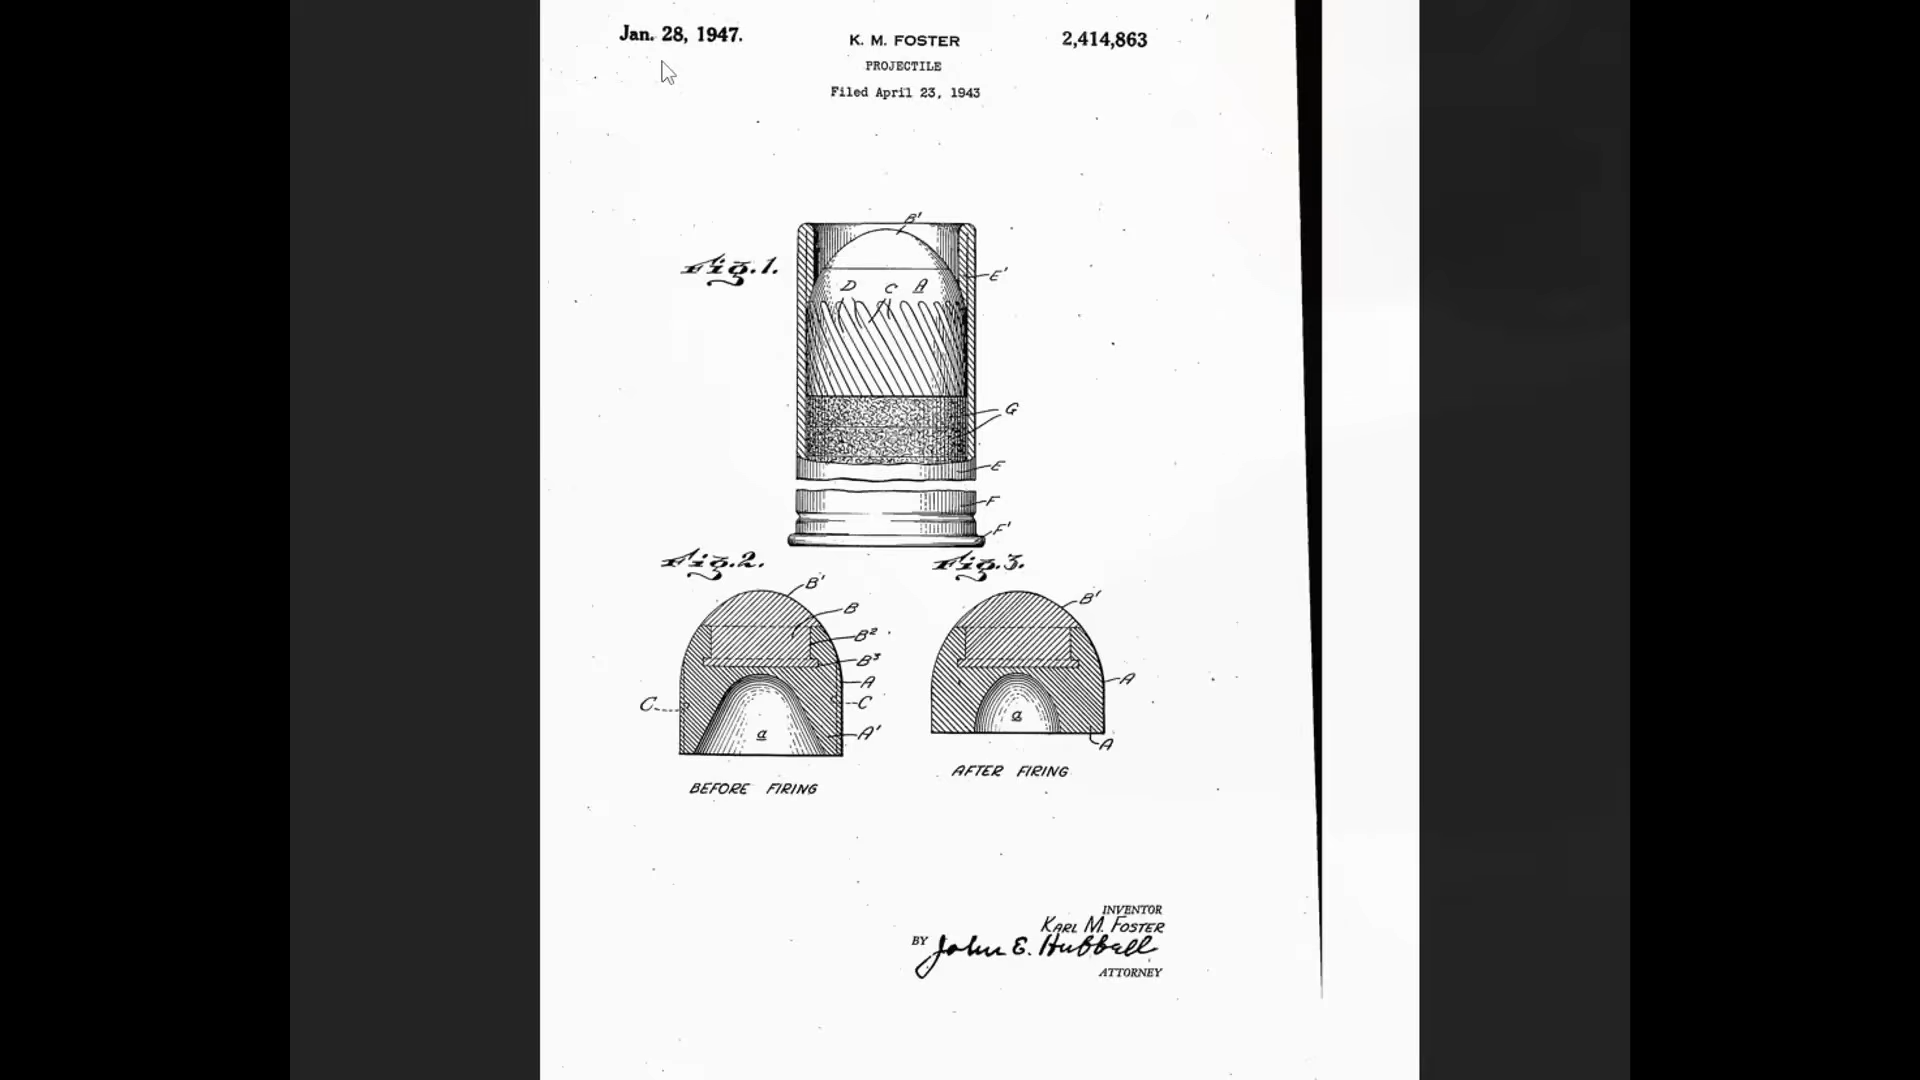 Jan. 28, 1947.
K. M. FOSTER
2,414,863
PROJECTILE
Filed April 23, 1943
Fig. 1.
B'
E'
D C A
G
E
F
F'
Fig. 2.
B'
B
B²
B³
A
C
C
A'
a
BEFORE FIRING
Fig. 3.
B'
A
a
A
AFTER FIRING
INVENTOR
KARL M. FOSTER
BY John E. Hubbell
ATTORNEY